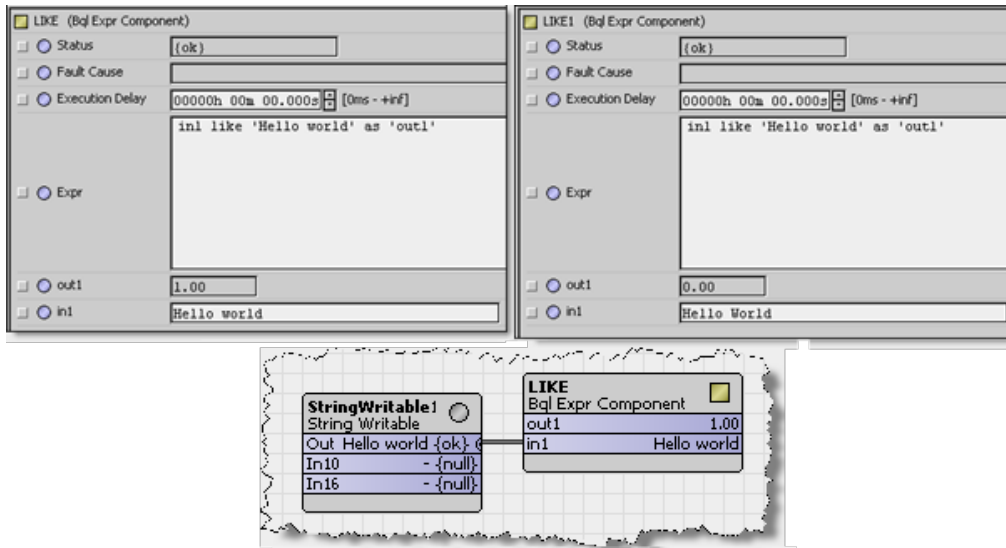 LIKE (Bql Expr Component)
Status {ok}
Fault Cause
Execution Delay 00000h 00m 00.000s [0ms - +inf]
in1 like 'Hello world' as 'out1'
Expr
out1 1.00
in1 Hello world
LIKE1 (Bql Expr Component)
Status {ok}
Fault Cause
Execution Delay 00000h 00m 00.000s [0ms - +inf]
in1 like 'Hello world' as 'out1'
Expr
out1 0.00
in1 Hello World
StringWritable1
String Writable
Out Hello world {ok}
In10 - {null}
In16 - {null}
LIKE
Bql Expr Component
out1 1.00
in1 Hello world